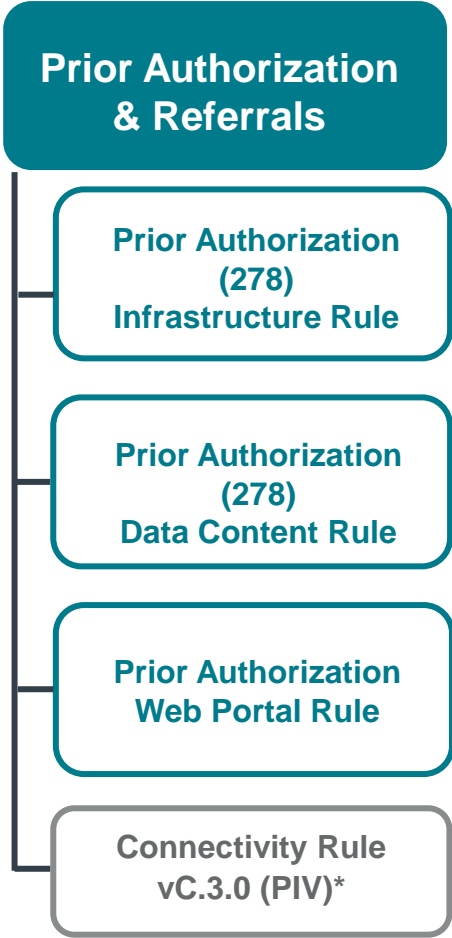 Prior Authorization
& Referrals
Prior Authorization
(278)
Infrastructure Rule
Prior Authorization
(278)
Data Content Rule
Prior Authorization
Web Portal Rule
Connectivity Rule
vC.3.0 (PIV)*